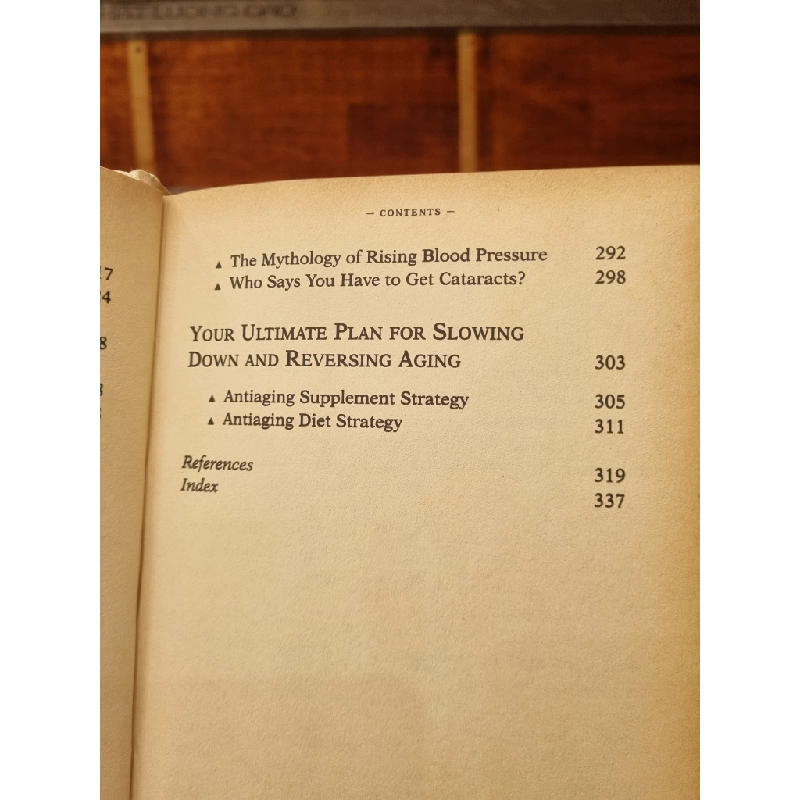 — CONTENTS —
▲ The Mythology of Rising Blood Pressure 292
▲ Who Says You Have to Get Cataracts? 298
YOUR ULTIMATE PLAN FOR SLOWING
DOWN AND REVERSING AGING 303
▲ Antiaging Supplement Strategy 305
▲ Antiaging Diet Strategy 311
References 319
Index 337